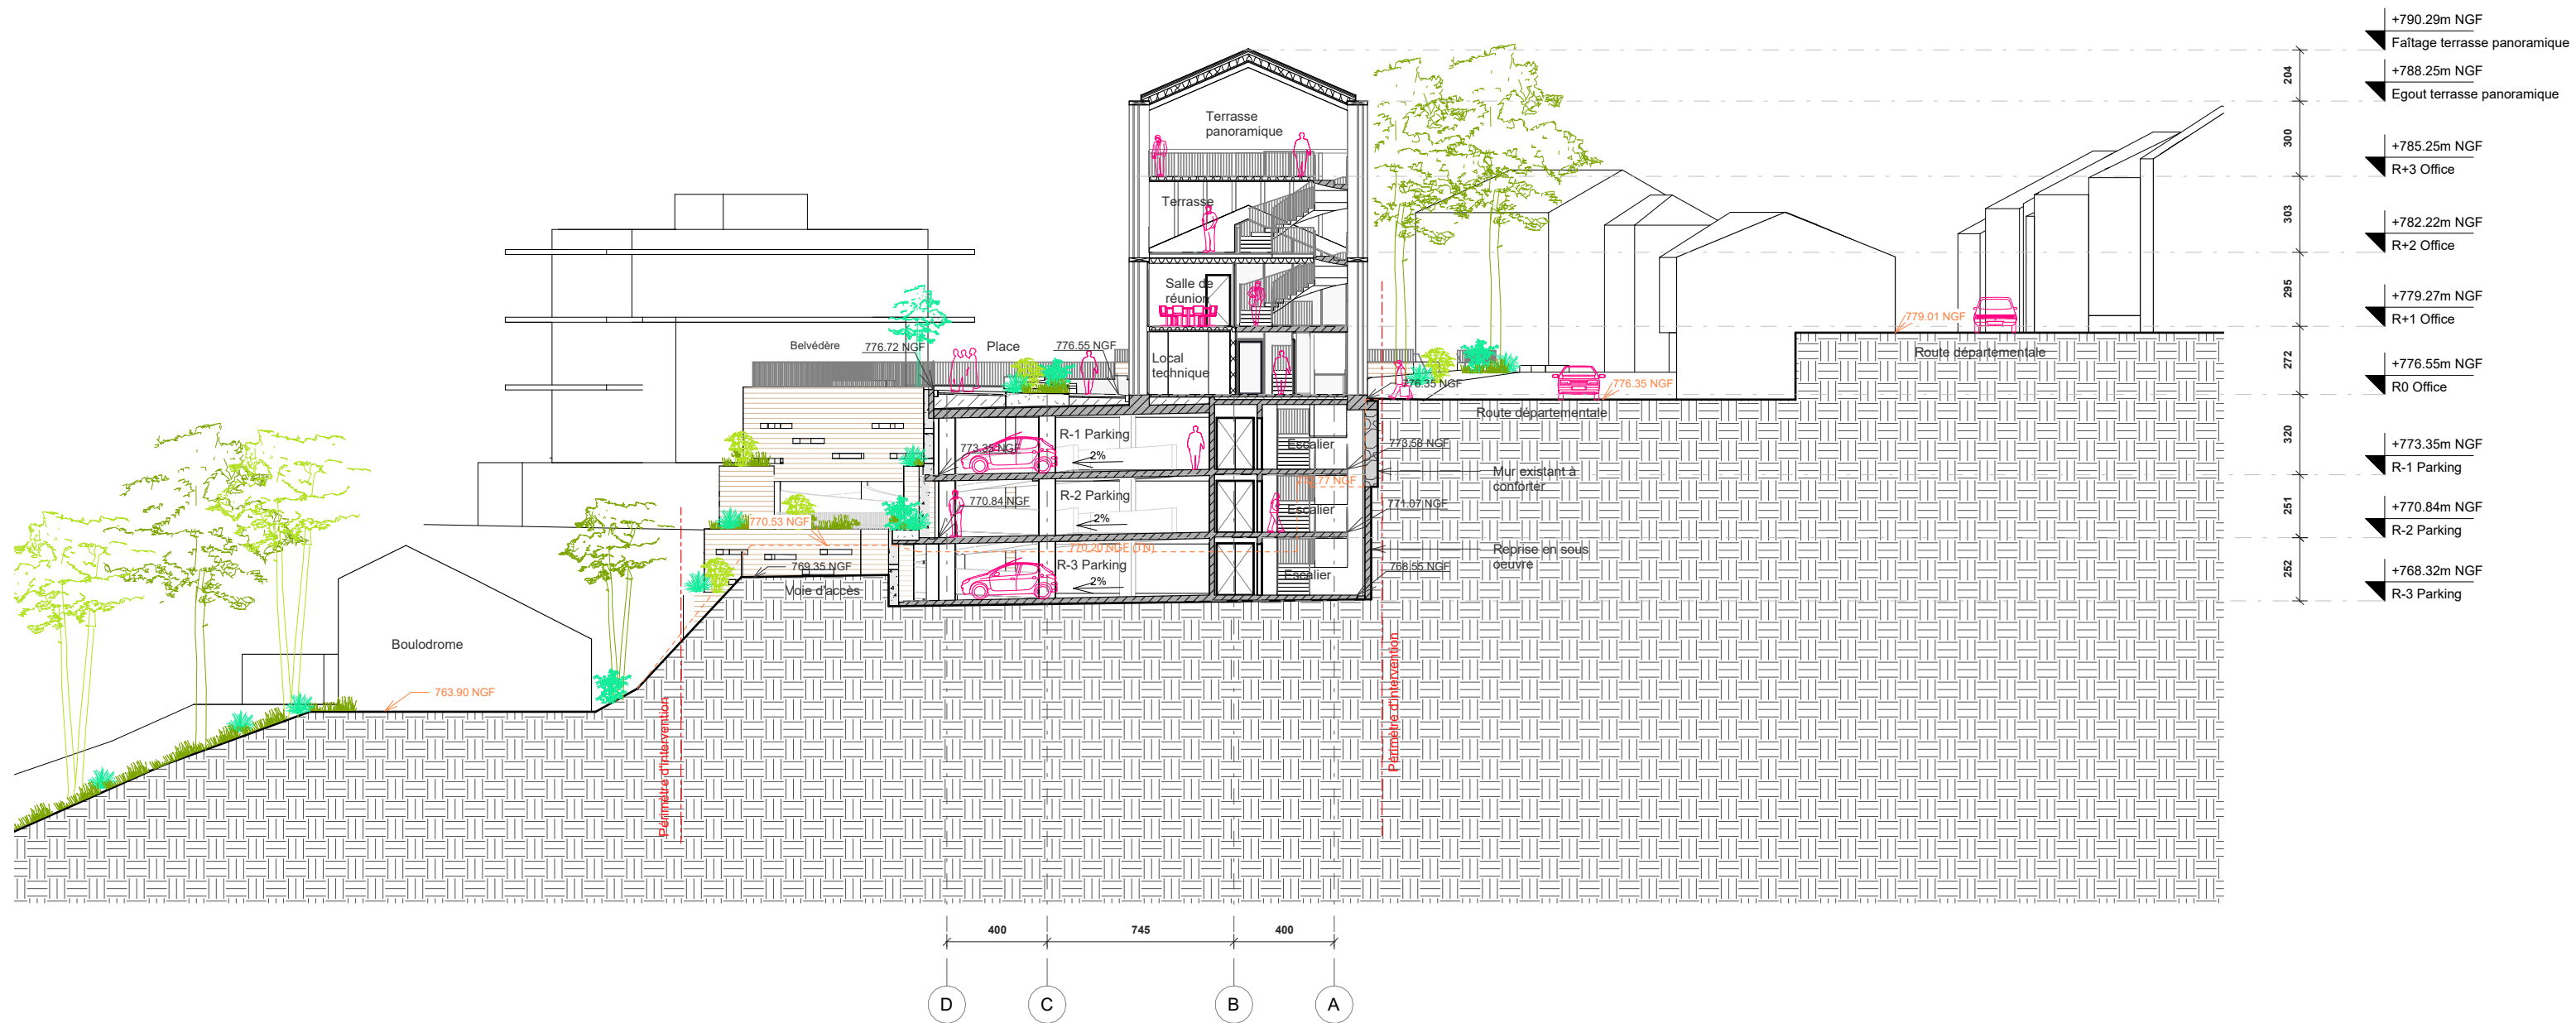 +790.29m NGF
Faîtage terrasse panoramique
204
+788.25m NGF
Egout terrasse panoramique
Terrasse
panoramique
300
+785.25m NGF
R+3 Office
Terrasse
303
+782.22m NGF
R+2 Office
Salle de
réunion
295
+779.27m NGF
R+1 Office
779.01 NGF
Route départementale
Belvédère
776.72 NGF
Place
776.55 NGF
Local
technique
272
+776.55m NGF
R0 Office
776.35 NGF
776.35 NGF
Route départementale
R-1 Parking
2%
773.35 NGF
Escalier
773.58 NGF
320
+773.35m NGF
R-1 Parking
Mur existant à
conforter
R-2 Parking
2%
770.84 NGF
Escalier
771.07 NGF
251
+770.84m NGF
R-2 Parking
770.53 NGF
770.20 NGF (TN)
Reprise en sous
oeuvre
769.35 NGF
Voie d'accès
R-3 Parking
2%
Escalier
768.55 NGF
252
+768.32m NGF
R-3 Parking
Boulodrome
763.90 NGF
Périmètre d'intervention
Périmètre d'intervention
400
745
400
D
C
B
A